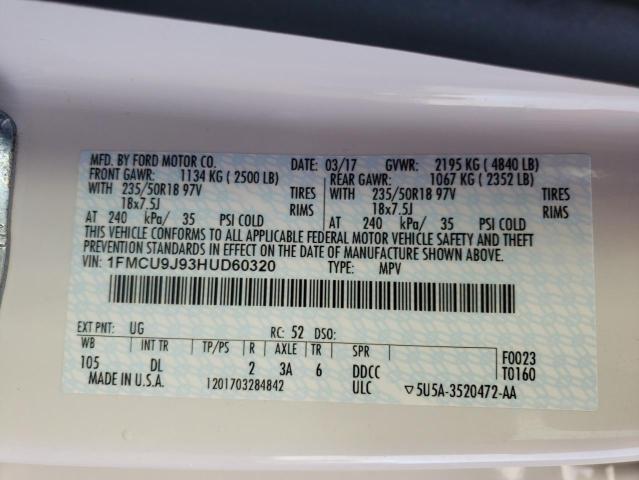 MFD. BY FORD MOTOR CO. DATE: 03/17 GVWR: 2195 KG ( 4840 LB)
FRONT GAWR: 1134 KG ( 2500 LB) REAR GAWR: 1067 KG ( 2352 LB)
WITH 235/50R18 97V TIRES WITH 235/50R18 97V TIRES
18x7.5J RIMS 18x7.5J RIMS
AT 240 kPa/ 35 PSI COLD AT 240 kPa/ 35 PSI COLD
THIS VEHICLE CONFORMS TO ALL APPLICABLE FEDERAL MOTOR VEHICLE SAFETY AND THEFT
PREVENTION STANDARDS IN EFFECT ON THE DATE OF MANUFACTURE SHOWN ABOVE.
VIN: 1FMCU9J93HUD60320 TYPE: MPV
EXT PNT: UG RC: 52 DSO:
WB INT TR TP/PS R AXLE TR SPR F0023
105 DL 2 3A 6 DDCC T0160
MADE IN U.S.A. 1201703284842 ULC ▽5U5A-3520472-AA